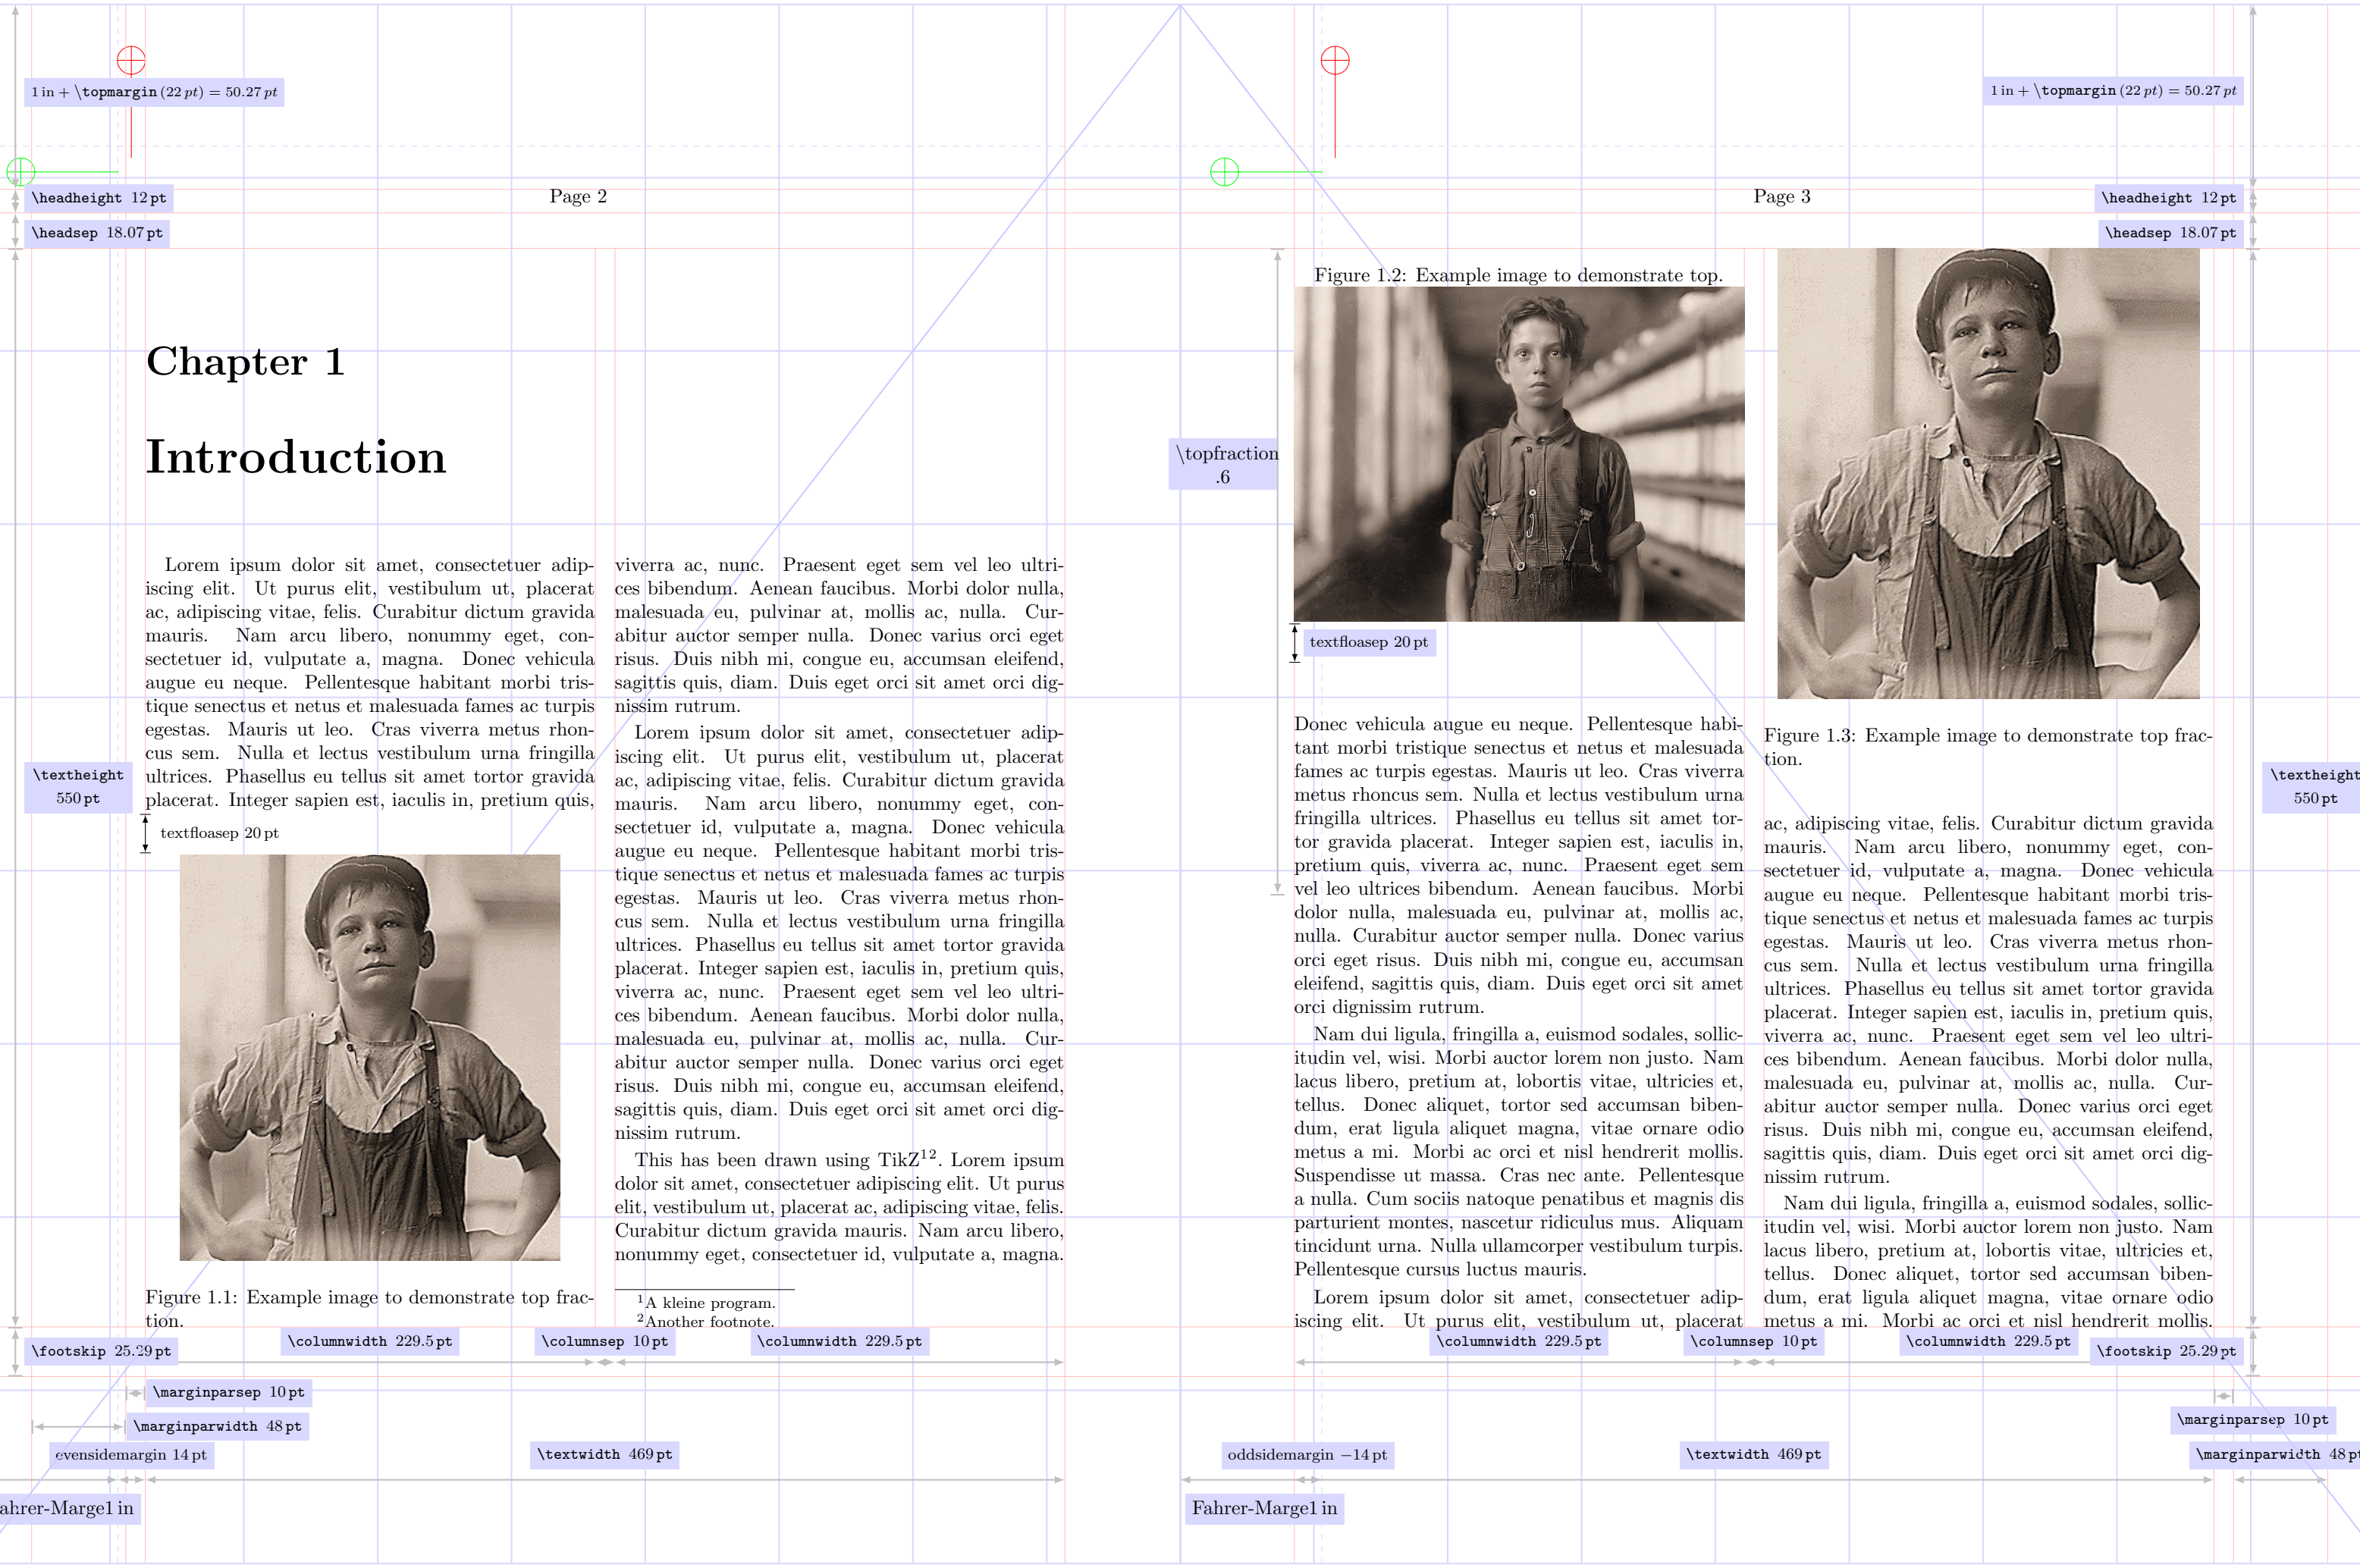 1 in + \topmargin (22 pt) = 50.27 pt
\headheight 12 pt
Page 2
\headsep 18.07 pt
Chapter 1
Introduction
Lorem ipsum dolor sit amet, consectetuer adip-
iscing elit. Ut purus elit, vestibulum ut, placerat
ac, adipiscing vitae, felis. Curabitur dictum gravida
mauris. Nam arcu libero, nonummy eget, con-
sectetuer id, vulputate a, magna. Donec vehicula
augue eu neque. Pellentesque habitant morbi tris-
tique senectus et netus et malesuada fames ac turpis
egestas. Mauris ut leo. Cras viverra metus rhon-
cus sem. Nulla et lectus vestibulum urna fringilla
ultrices. Phasellus eu tellus sit amet tortor gravida
placerat. Integer sapien est, iaculis in, pretium quis,
\textheight
550 pt
textfloasep 20 pt
Figure 1.1: Example image to demonstrate top frac-
tion.
viverra ac, nunc. Praesent eget sem vel leo ultri-
ces bibendum. Aenean faucibus. Morbi dolor nulla,
malesuada eu, pulvinar at, mollis ac, nulla. Cur-
abitur auctor semper nulla. Donec varius orci eget
risus. Duis nibh mi, congue eu, accumsan eleifend,
sagittis quis, diam. Duis eget orci sit amet orci dig-
nissim rutrum.
Lorem ipsum dolor sit amet, consectetuer adip-
iscing elit. Ut purus elit, vestibulum ut, placerat
ac, adipiscing vitae, felis. Curabitur dictum gravida
mauris. Nam arcu libero, nonummy eget, con-
sectetuer id, vulputate a, magna. Donec vehicula
augue eu neque. Pellentesque habitant morbi tris-
tique senectus et netus et malesuada fames ac turpis
egestas. Mauris ut leo. Cras viverra metus rhon-
cus sem. Nulla et lectus vestibulum urna fringilla
ultrices. Phasellus eu tellus sit amet tortor gravida
placerat. Integer sapien est, iaculis in, pretium quis,
viverra ac, nunc. Praesent eget sem vel leo ultri-
ces bibendum. Aenean faucibus. Morbi dolor nulla,
malesuada eu, pulvinar at, mollis ac, nulla. Cur-
abitur auctor semper nulla. Donec varius orci eget
risus. Duis nibh mi, congue eu, accumsan eleifend,
sagittis quis, diam. Duis eget orci sit amet orci dig-
nissim rutrum.
This has been drawn using TikZ12. Lorem ipsum
dolor sit amet, consectetuer adipiscing elit. Ut purus
elit, vestibulum ut, placerat ac, adipiscing vitae, felis.
Curabitur dictum gravida mauris. Nam arcu libero,
nonummy eget, consectetuer id, vulputate a, magna.
1A kleine program.
2Another footnote.
\footskip 25.29 pt
\columnwidth 229.5 pt
\columnsep 10 pt
\columnwidth 229.5 pt
\marginparsep 10 pt
\marginparwidth 48 pt
evensidemargin 14 pt
\textwidth 469 pt
ahrer-Marge1 in
1 in + \topmargin (22 pt) = 50.27 pt
Page 3
\headheight 12 pt
\headsep 18.07 pt
Figure 1.2: Example image to demonstrate top.
\topfraction
.6
textfloasep 20 pt
Donec vehicula augue eu neque. Pellentesque habi-
tant morbi tristique senectus et netus et malesuada
fames ac turpis egestas. Mauris ut leo. Cras viverra
metus rhoncus sem. Nulla et lectus vestibulum urna
fringilla ultrices. Phasellus eu tellus sit amet tor-
tor gravida placerat. Integer sapien est, iaculis in,
pretium quis, viverra ac, nunc. Praesent eget sem
vel leo ultrices bibendum. Aenean faucibus. Morbi
dolor nulla, malesuada eu, pulvinar at, mollis ac,
nulla. Curabitur auctor semper nulla. Donec varius
orci eget risus. Duis nibh mi, congue eu, accumsan
eleifend, sagittis quis, diam. Duis eget orci sit amet
orci dignissim rutrum.
Nam dui ligula, fringilla a, euismod sodales, sollic-
itudin vel, wisi. Morbi auctor lorem non justo. Nam
lacus libero, pretium at, lobortis vitae, ultricies et,
tellus. Donec aliquet, tortor sed accumsan biben-
dum, erat ligula aliquet magna, vitae ornare odio
metus a mi. Morbi ac orci et nisl hendrerit mollis.
Suspendisse ut massa. Cras nec ante. Pellentesque
a nulla. Cum sociis natoque penatibus et magnis dis
parturient montes, nascetur ridiculus mus. Aliquam
tincidunt urna. Nulla ullamcorper vestibulum turpis.
Pellentesque cursus luctus mauris.
Lorem ipsum dolor sit amet, consectetuer adip-
iscing elit. Ut purus elit, vestibulum ut, placerat
Figure 1.3: Example image to demonstrate top frac-
tion.
\textheight
550 pt
ac, adipiscing vitae, felis. Curabitur dictum gravida
mauris. Nam arcu libero, nonummy eget, con-
sectetuer id, vulputate a, magna. Donec vehicula
augue eu neque. Pellentesque habitant morbi tris-
tique senectus et netus et malesuada fames ac turpis
egestas. Mauris ut leo. Cras viverra metus rhon-
cus sem. Nulla et lectus vestibulum urna fringilla
ultrices. Phasellus eu tellus sit amet tortor gravida
placerat. Integer sapien est, iaculis in, pretium quis,
viverra ac, nunc. Praesent eget sem vel leo ultri-
ces bibendum. Aenean faucibus. Morbi dolor nulla,
malesuada eu, pulvinar at, mollis ac, nulla. Cur-
abitur auctor semper nulla. Donec varius orci eget
risus. Duis nibh mi, congue eu, accumsan eleifend,
sagittis quis, diam. Duis eget orci sit amet orci dig-
nissim rutrum.
Nam dui ligula, fringilla a, euismod sodales, sollic-
itudin vel, wisi. Morbi auctor lorem non justo. Nam
lacus libero, pretium at, lobortis vitae, ultricies et,
tellus. Donec aliquet, tortor sed accumsan biben-
dum, erat ligula aliquet magna, vitae ornare odio
metus a mi. Morbi ac orci et nisl hendrerit mollis.
\columnwidth 229.5 pt
\columnsep 10 pt
\columnwidth 229.5 pt
\footskip 25.29 pt
\marginparsep 10 pt
oddsidemargin −14 pt
\textwidth 469 pt
\marginparwidth 48 pt
Fahrer-Marge1 in